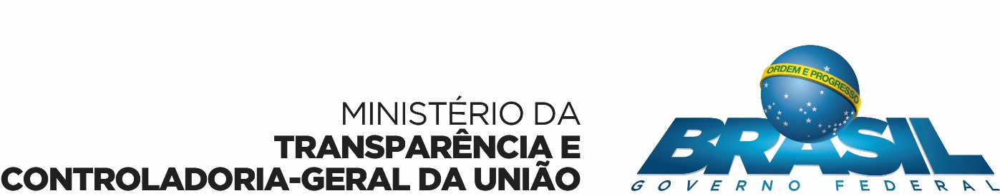 MINISTÉRIO DA
TRANSPARÊNCIA E
CONTROLADORIA-GERAL DA UNIÃO
ORDEM E PROGRESSO
BRASIL
GOVERNO FEDERAL